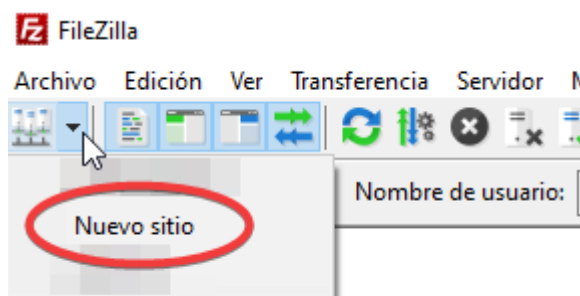 FileZilla
Archivo Edición Ver Transferencia Servidor
Nombre de usuario:
Nuevo sitio